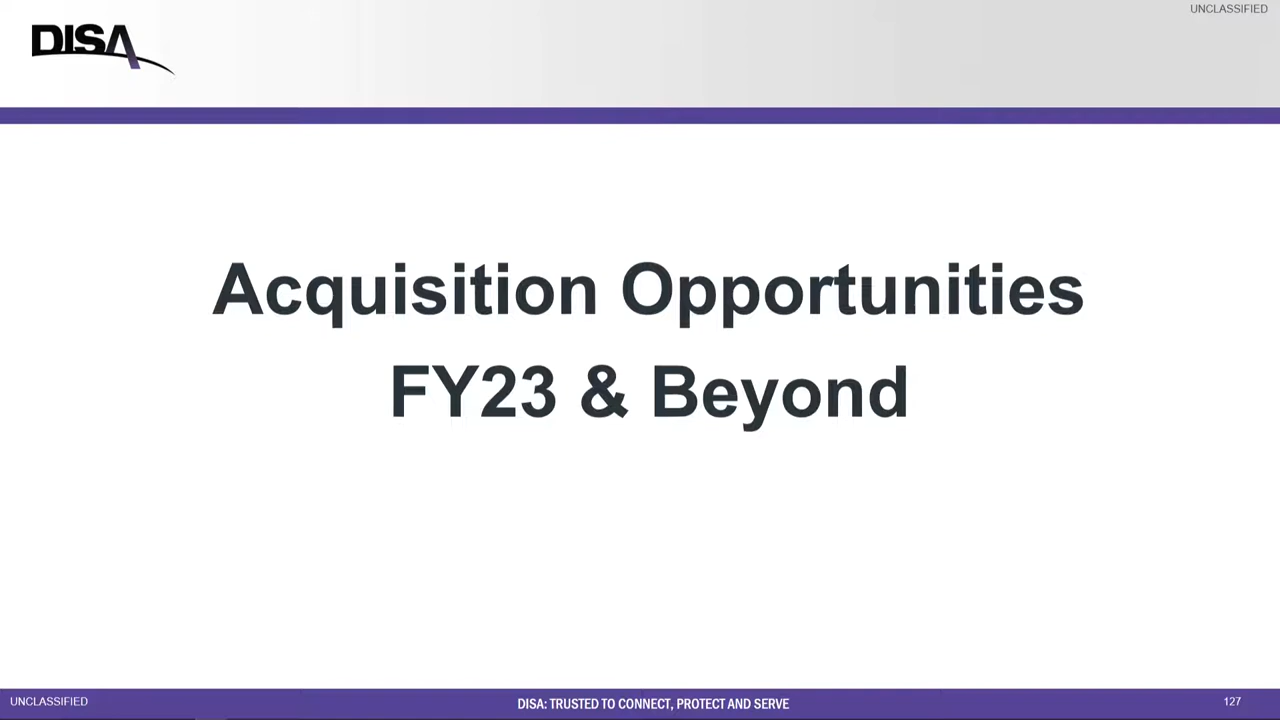 UNCLASSIFIED
DISA
Acquisition Opportunities
FY23 & Beyond
UNCLASSIFIED
DISA: TRUSTED TO CONNECT, PROTECT AND SERVE
127